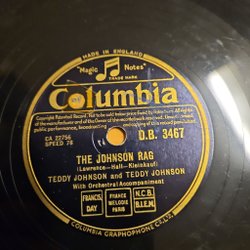 MADE IN ENGLAND
"Magic Notes"
TRADE MARK
Columbia
CA 22756
SPEED 78
D.B. 3467
THE JOHNSON RAG
(Lawrence—Hall—Kleinkauf)
TEDDY JOHNSON and TEDDY JOHNSON
With Orchestral Accompaniment
FRANCIS,
DAY
FRANCE
MELODIE
PARIS
N.C.B.
B.I.E.M.
COLUMBIA GRAPHOPHONE CO. LTD.